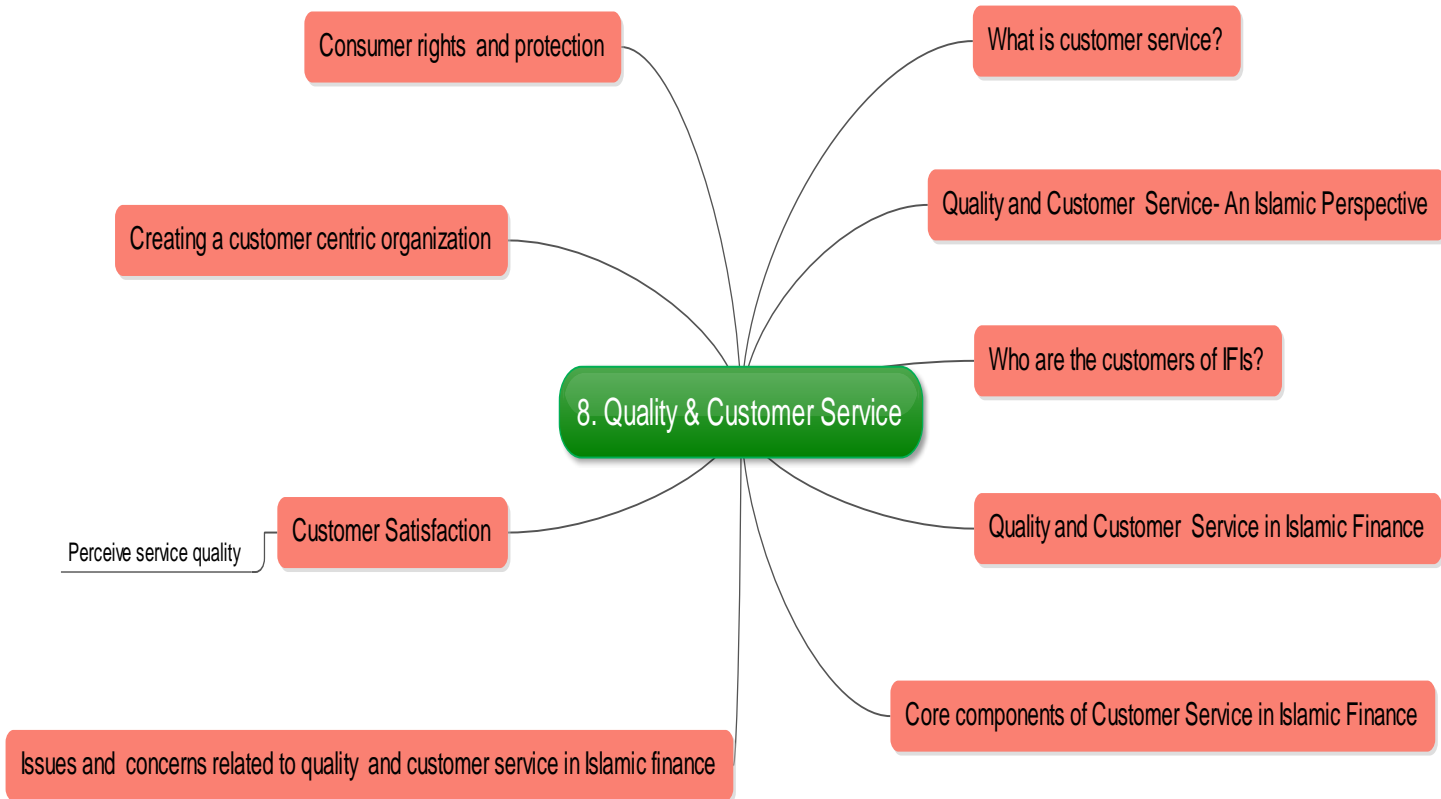 Consumer rights and protection
What is customer service?
Quality and Customer Service- An Islamic Perspective
Creating a customer centric organization
Who are the customers of IFIs?
8. Quality & Customer Service
Customer Satisfaction
Perceive service quality
Quality and Customer Service in Islamic Finance
Core components of Customer Service in Islamic Finance
Issues and concerns related to quality and customer service in Islamic finance